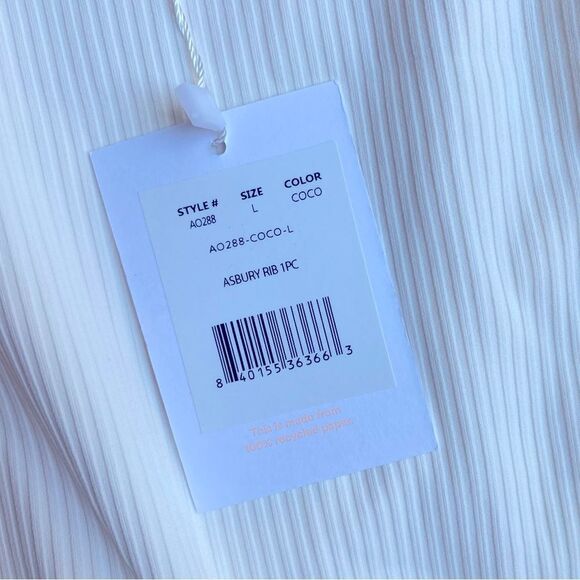 STYLE # SIZE COLOR
AO288 L COCO
AO288-COCO-L
ASBURY RIB 1PC
8 40155 36366 3
This is made from
100% recycled paper.